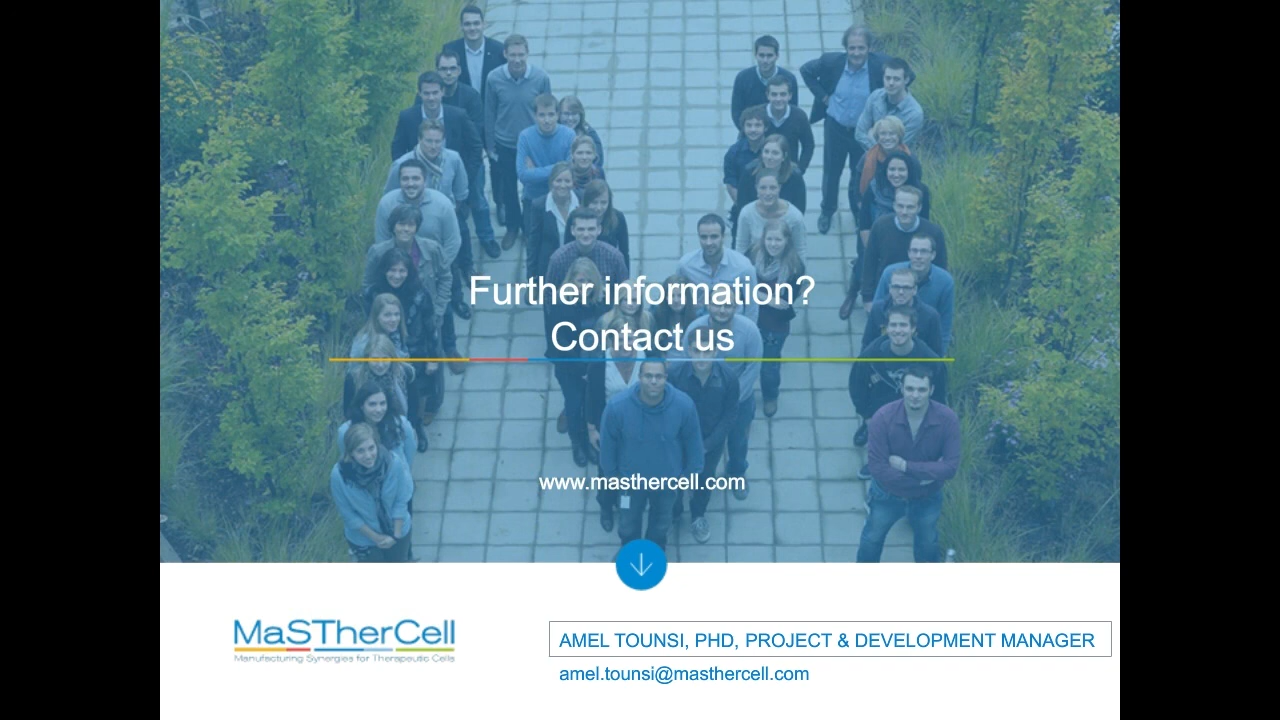 Further information?
Contact us
www.masthercell.com
MaSTherCell
Manufacturing Synergies for Therapeutic Cells
AMEL TOUNSI, PHD, PROJECT & DEVELOPMENT MANAGER
amel.tounsi@masthercell.com